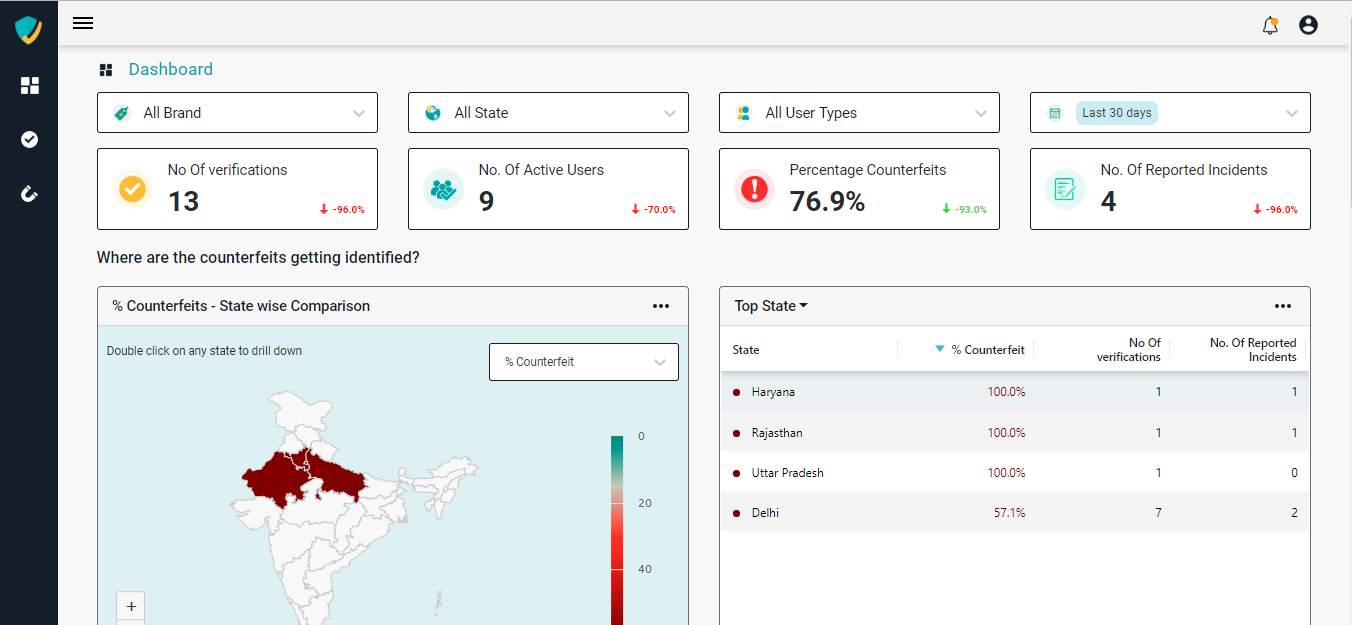 Dashboard
All Brand
All State
All User Types
Last 30 days
No Of verifications
13
-96.0%
No. Of Active Users
9
-70.0%
Percentage Counterfeits
76.9%
-93.0%
No. Of Reported Incidents
4
-96.0%
Where are the counterfeits getting identified?
% Counterfeits - State wise Comparison
Double click on any state to drill down
% Counterfeit
0
20
40
+
Top State
State
% Counterfeit
No Of
verifications
No. Of Reported
Incidents
Haryana 100.0% 1 1
Rajasthan 100.0% 1 1
Uttar Pradesh 100.0% 1 0
Delhi 57.1% 7 2